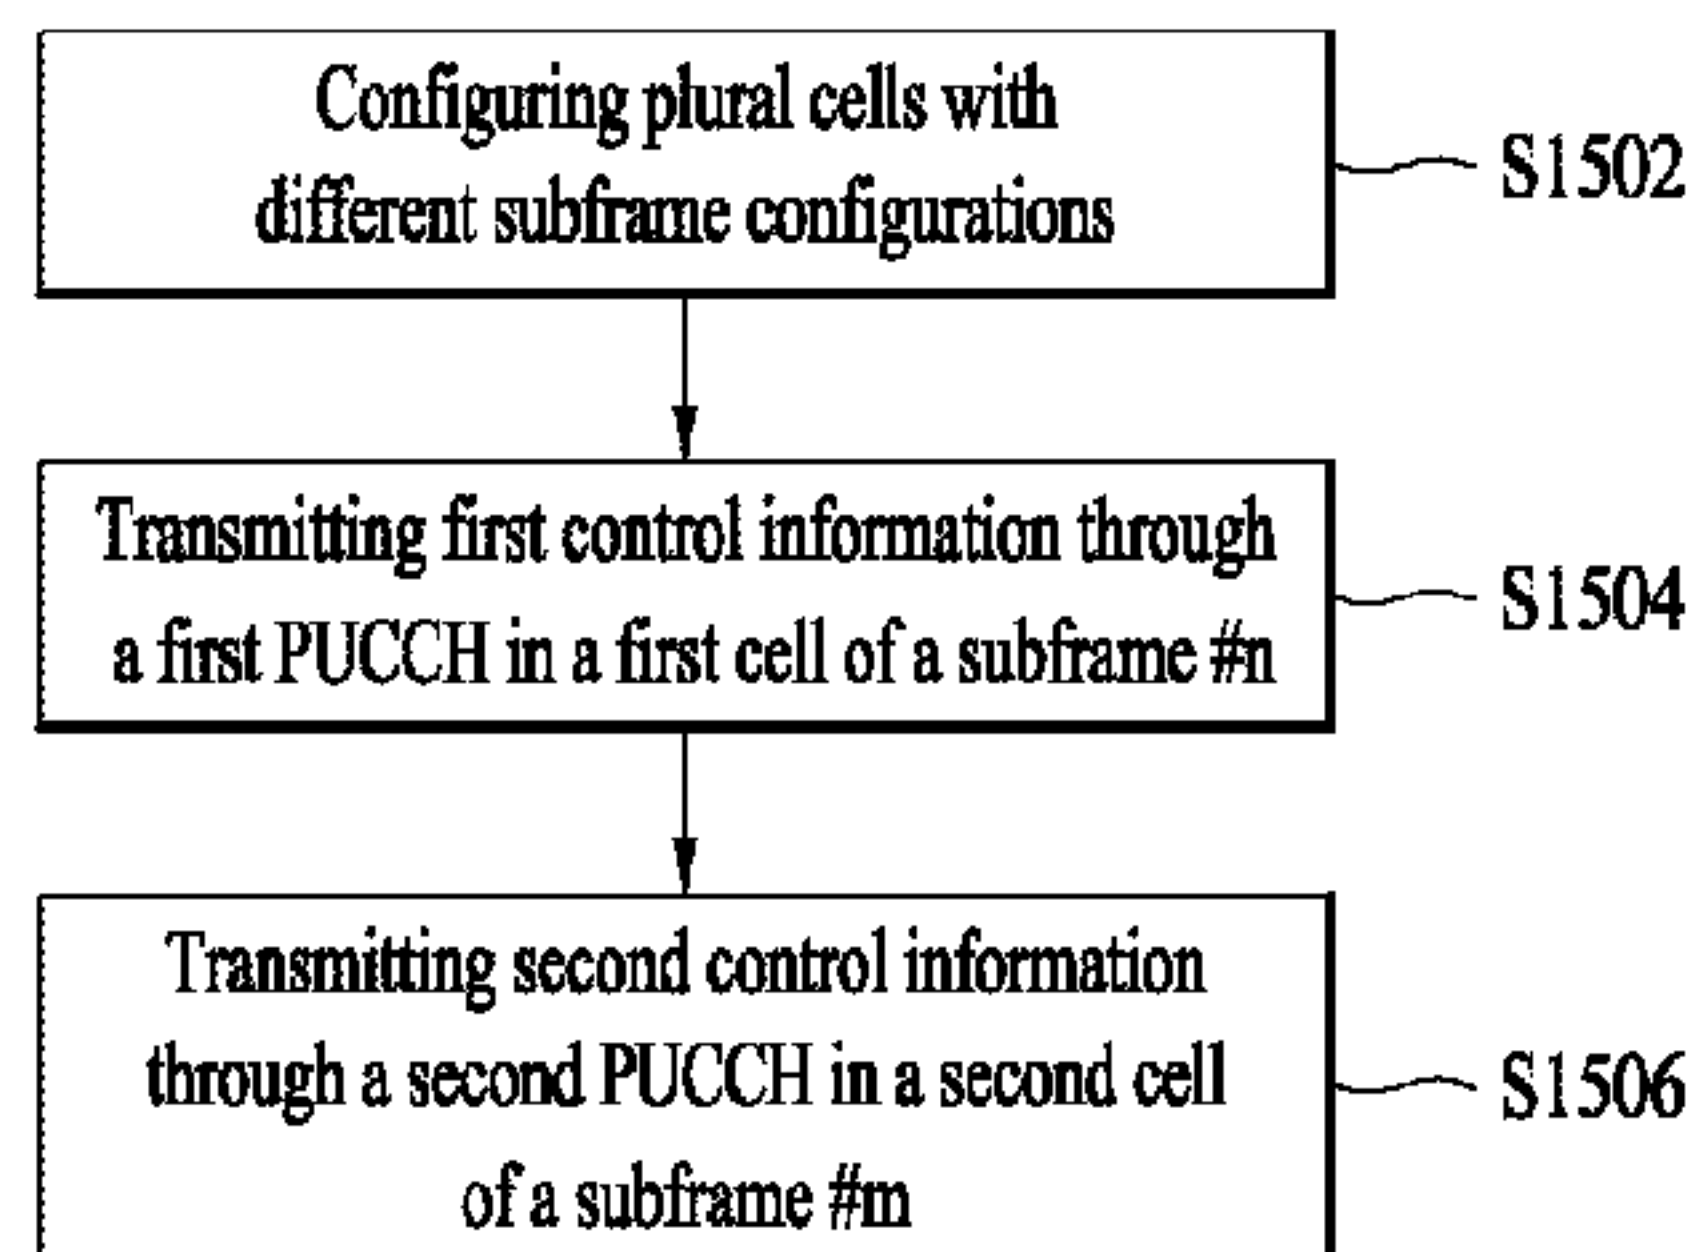 Configuring plural cells with
different subframe configurations
S1502
Transmitting first control information through
a first PUCCH in a first cell of a subframe #n
S1504
Transmitting second control information
through a second PUCCH in a second cell
of a subframe #m
S1506